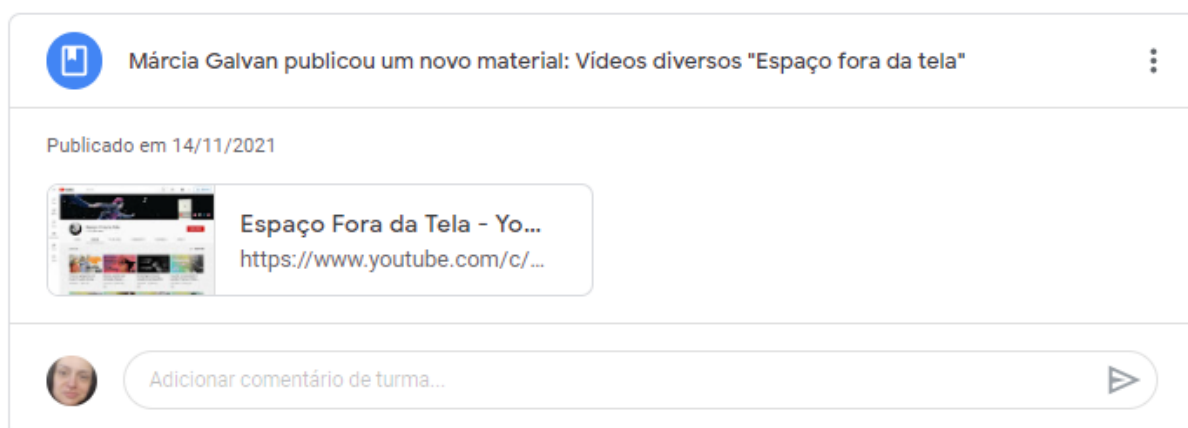 Márcia Galvan publicou um novo material: Vídeos diversos "Espaço fora da tela"
Publicado em 14/11/2021
Espaço Fora da Tela - Yo...
https://www.youtube.com/c/...
Adicionar comentário de turma...